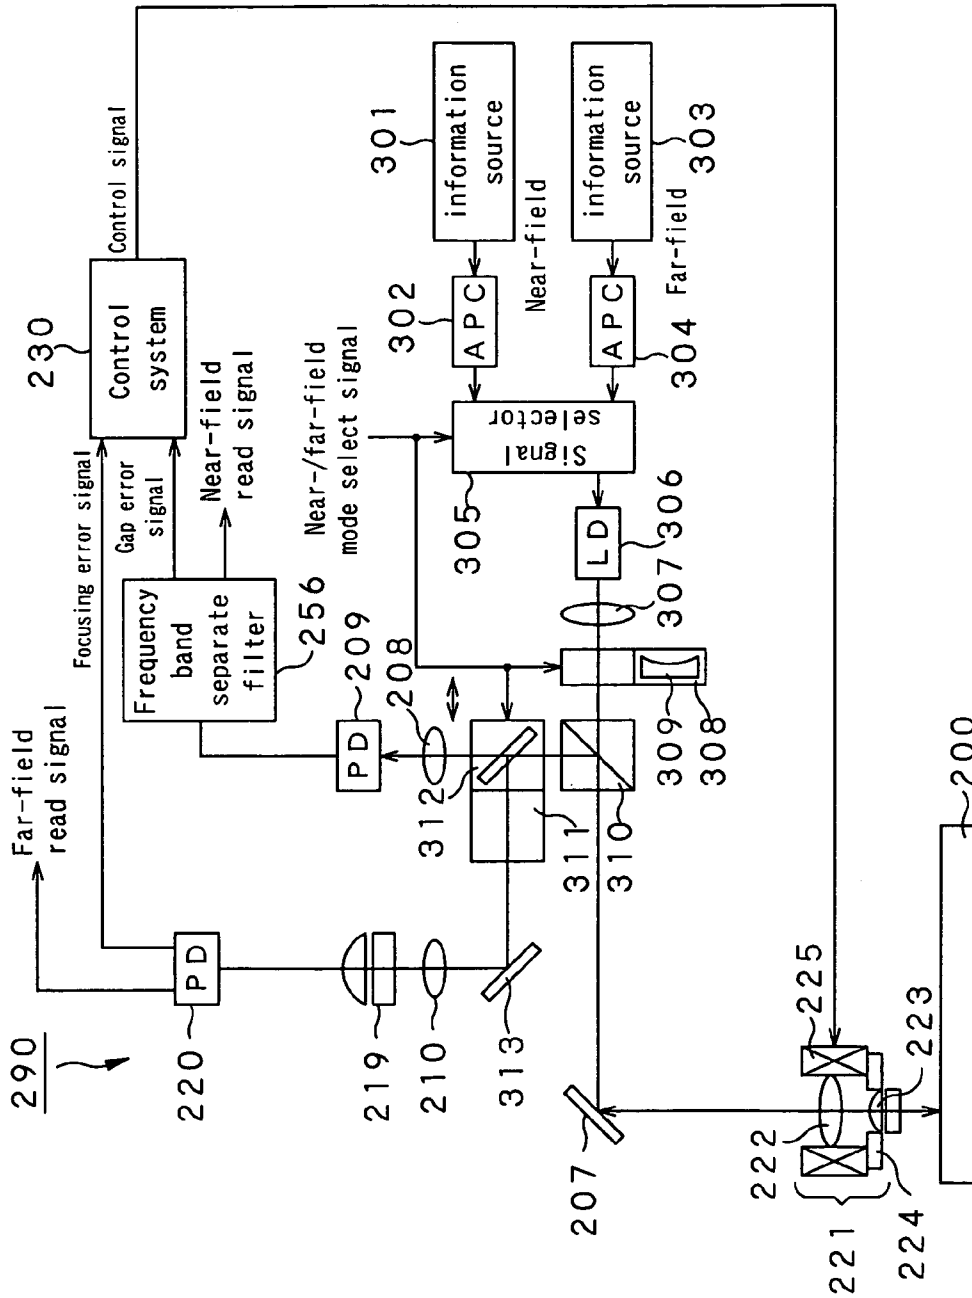 290
Far-field
read signal
Focusing error signal
Gap error
signal
230
Control
system
Control signal
Near-field
read signal
Frequency
band
separate
filter
256
Near-/far-field
mode select signal
PD
220
219
210
313
PD
209
208
312
311
310
309
308
307
LD
306
305
Signal
selector
APC
302
APC
304
information
source
301
Near-field
information
source
303
Far-field
207
221
222
224
225
223
200